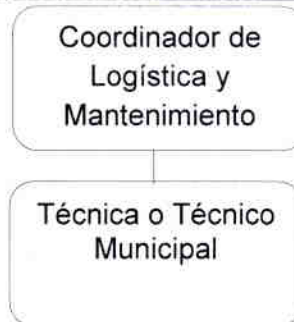 Coordinador de
Logística y
Mantenimiento
Técnica o Técnico
Municipal